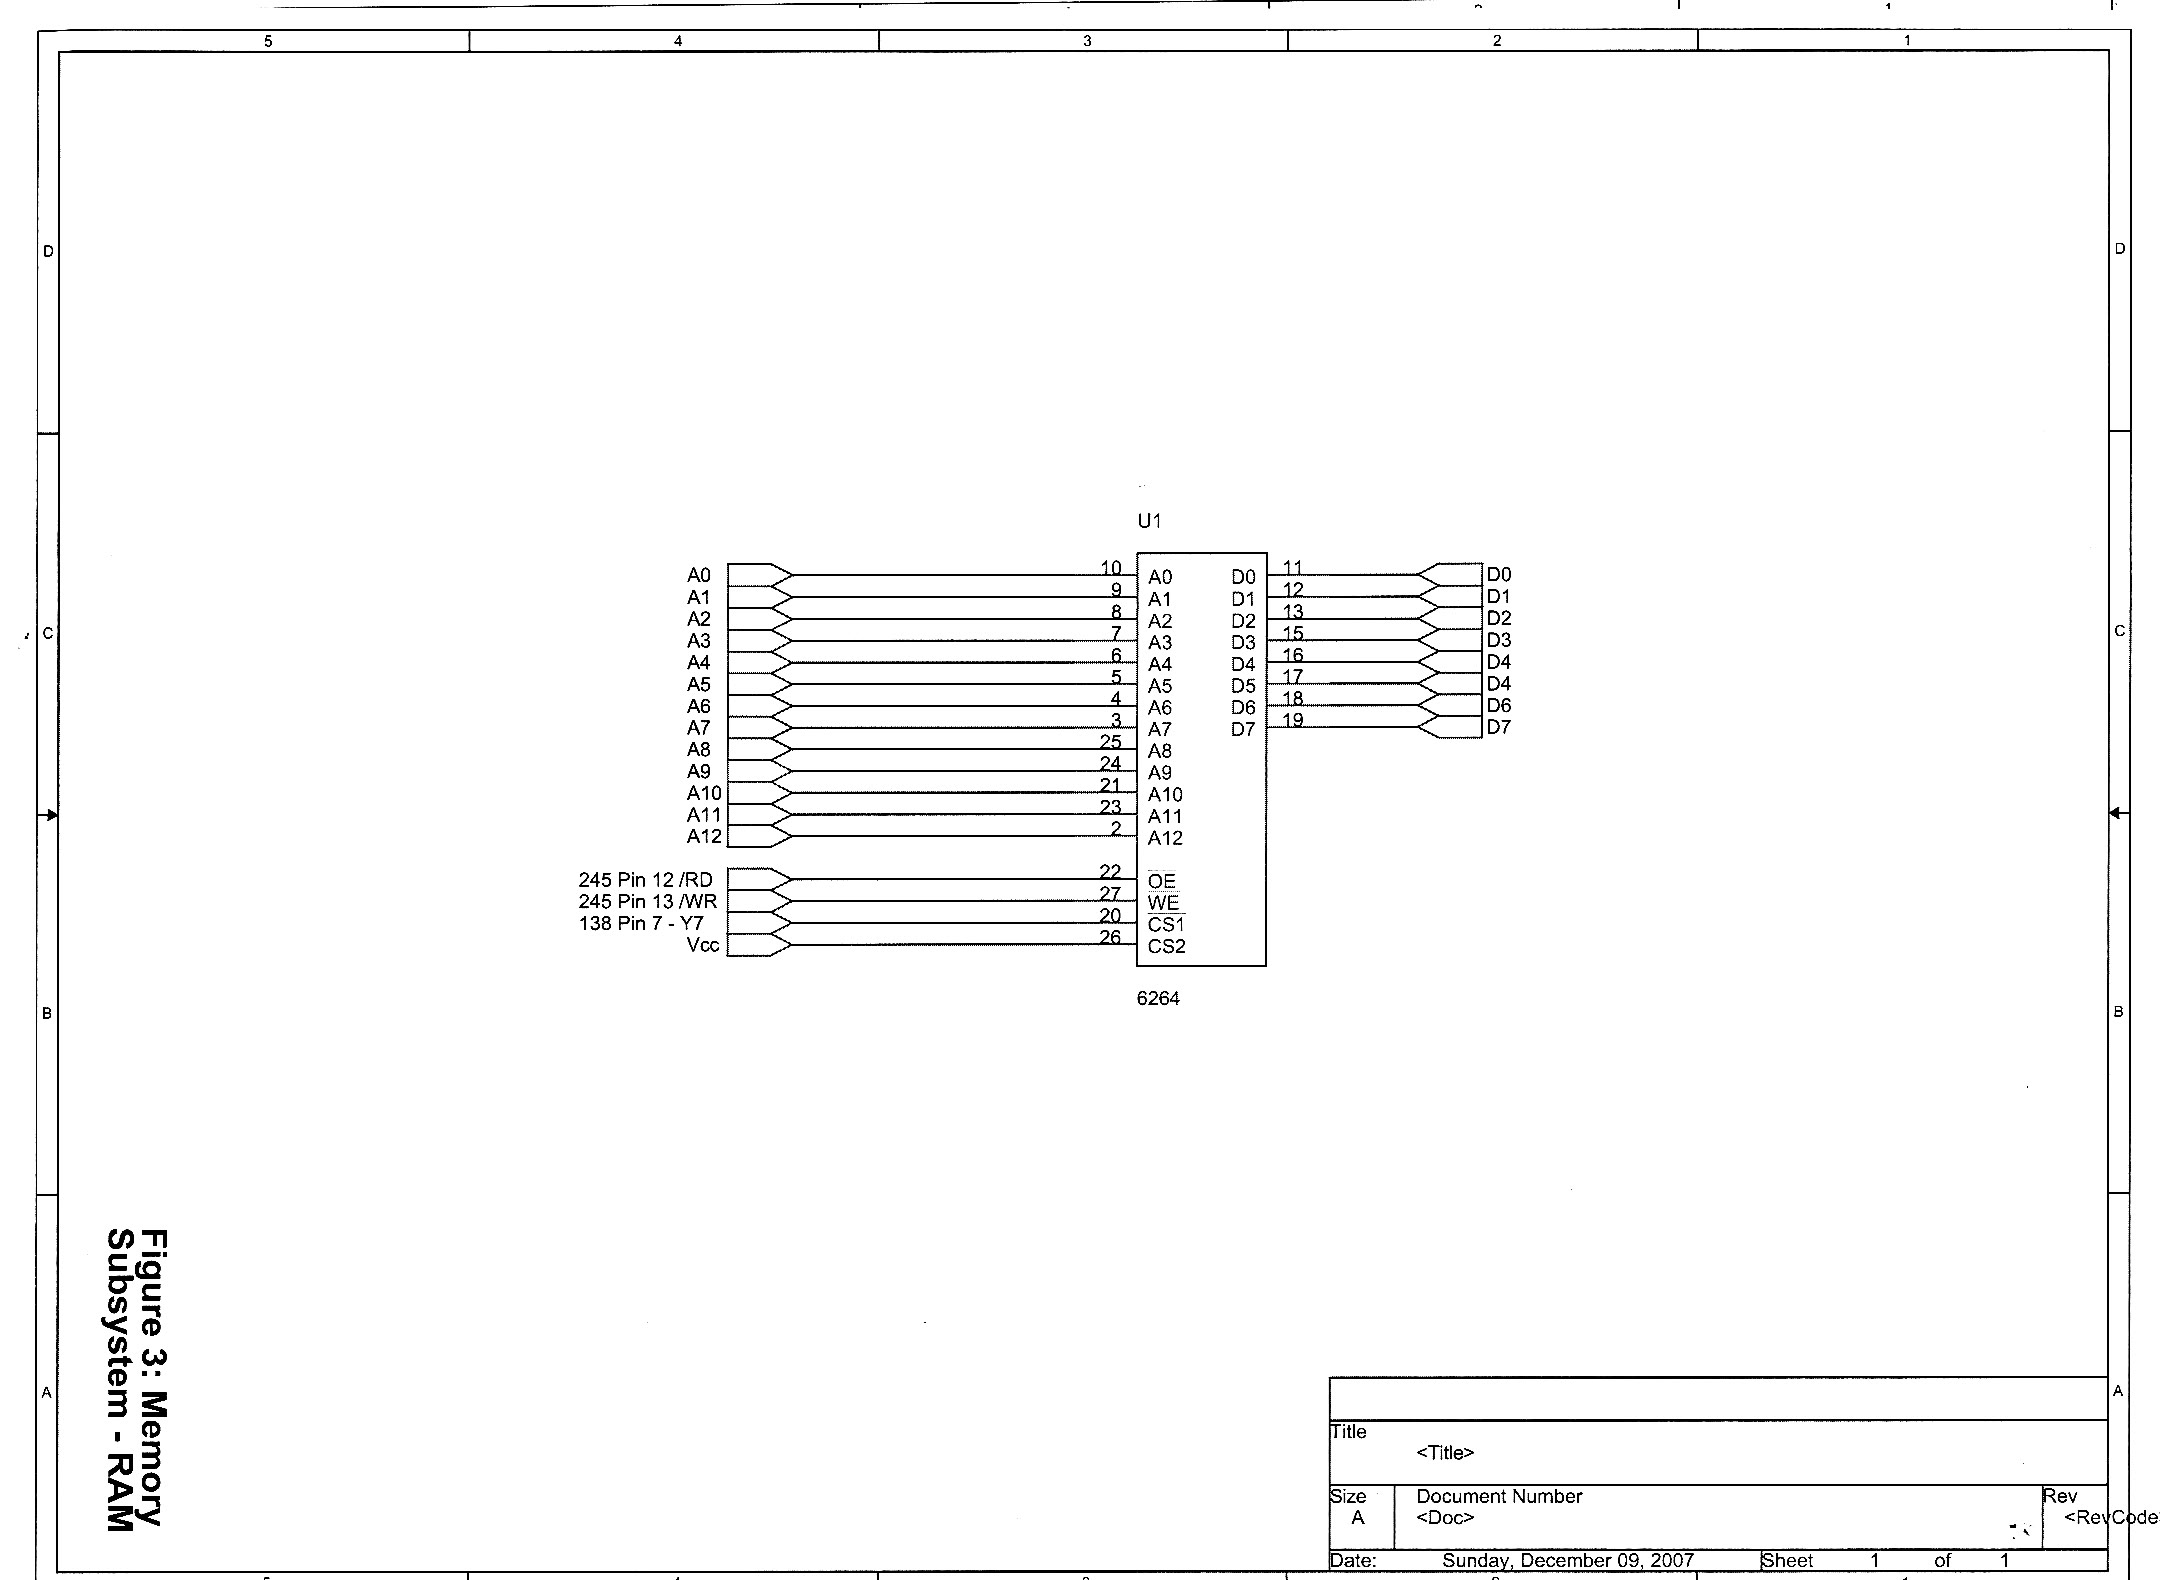 5 4 3 2 1
D D
C C
B B
A A
U1
A0 10 A0 D0 11 D0
A1 9 A1 D1 12 D1
A2 8 A2 D2 13 D2
A3 7 A3 D3 15 D3
A4 6 A4 D4 16 D4
A5 5 A5 D5 17 D4
A6 4 A6 D6 18 D6
A7 3 A7 D7 19 D7
A8 25 A8
A9 24 A9
A10 21 A10
A11 23 A11
A12 2 A12
245 Pin 12 /RD 22 OE
245 Pin 13 /WR 27 WE
138 Pin 7 - Y7 20 CS1
Vcc 26 CS2
6264
Figure 3: Memory
Subsystem - RAM
Title
<Title>
Size Document Number Rev
A <Doc> <RevCode
Date: Sunday, December 09, 2007 Sheet 1 of 1